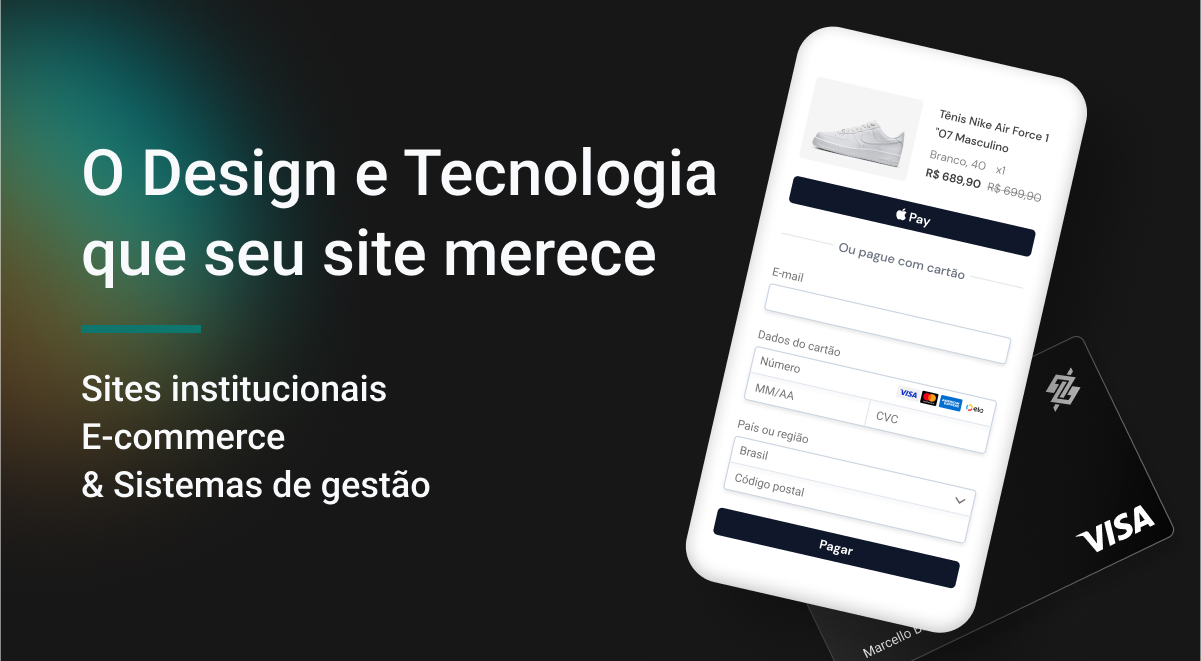 O Design e Tecnologia
que seu site merece
Sites institucionais
E-commerce
& Sistemas de gestão
Tênis Nike Air Force 1
"07 Masculino
Branco, 40 x1
R$ 689,90 R$ 699,90
Pay
Ou pague com cartão
E-mail
Dados do cartão
Número
VISA
AMERICAN EXPRESS
elo
MM/AA
CVC
País ou região
Brasil
Código postal
Pagar
VISA
Marcello